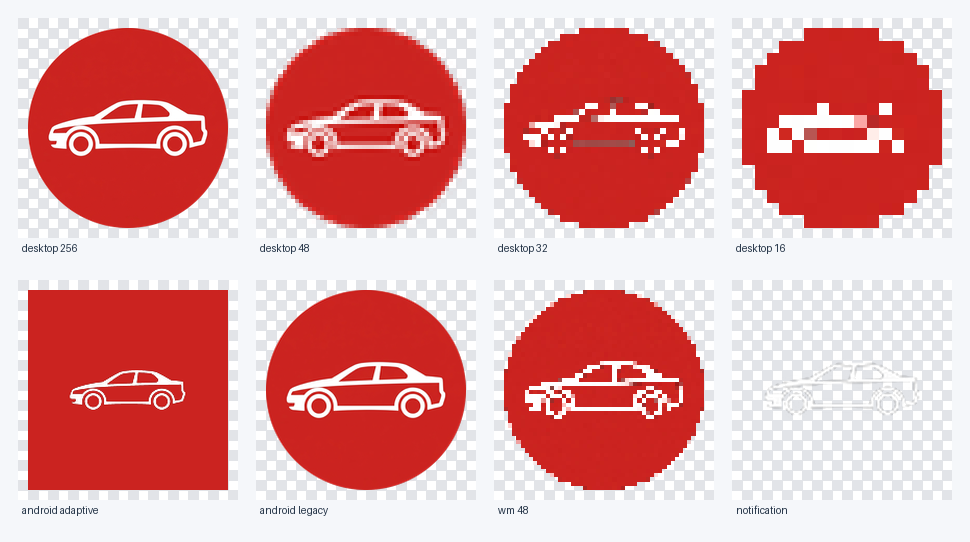 desktop 256
desktop 48
desktop 32
desktop 16
android adaptive
android legacy
wm 48
notification